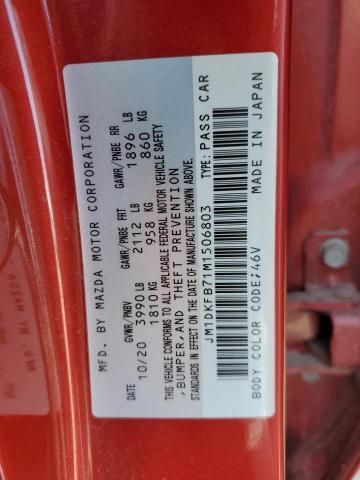 MFD. BY MAZDA MOTOR CORPORATION
DATE GVWR/PNBV GAWR/PNBE FRT GAWR/PNBE RR
10/20 3990 LB 2112 LB 1896 LB
1810 KG 958 KG 860 KG
THIS VEHICLE CONFORMS TO ALL APPLICABLE FEDERAL MOTOR VEHICLE SAFETY
,BUMPER,AND THEFT PREVENTION
STANDARDS IN EFFECT ON THE DATE OF MANUFACTURE SHOWN ABOVE.
JM1DKFB71M1506803 TYPE: PASS CAR
BODY COLOR CODE;46V MADE IN JAPAN